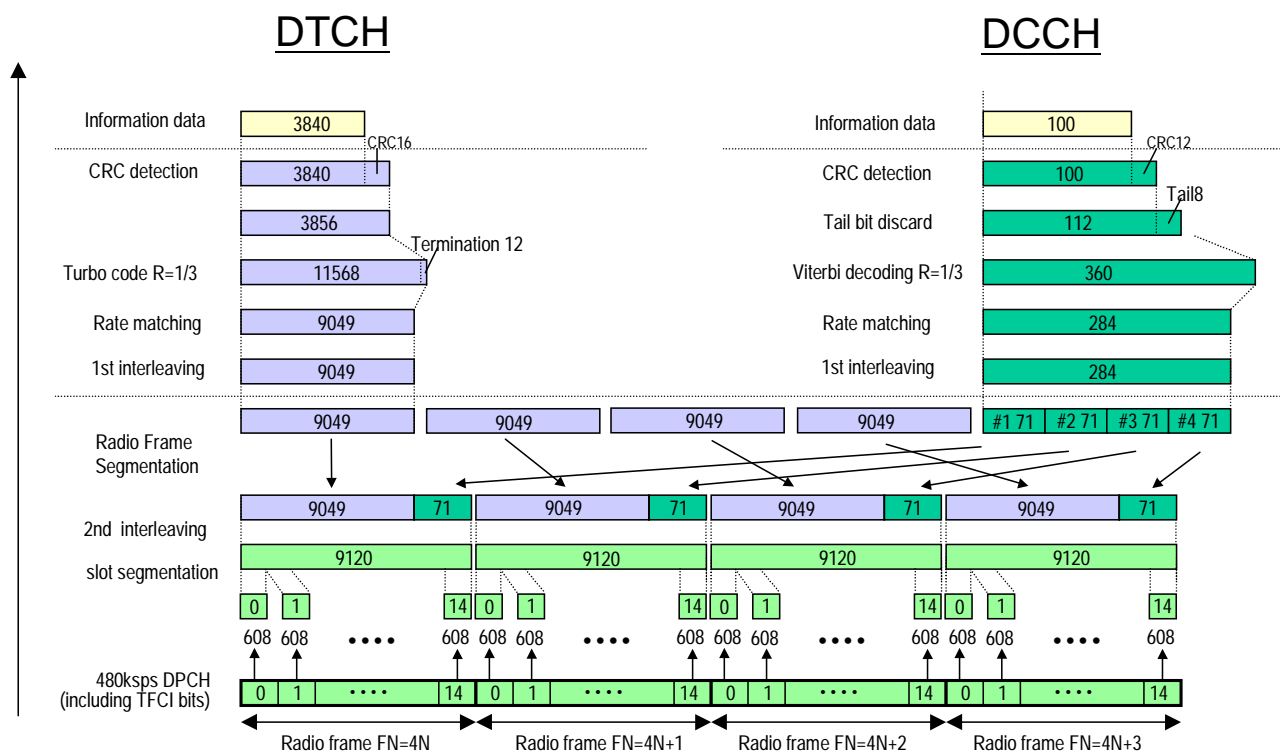 DTCH DCCH
Information data 3840 Information data 100
CRC16 CRC12
CRC detection 3840 CRC detection 100
Tail8
3856 Tail bit discard 112
Termination 12
Turbo code R=1/3 11568 Viterbi decoding R=1/3 360
Rate matching 9049 Rate matching 284
1st interleaving 9049 1st interleaving 284
9049 9049 9049 9049 #1 71 #2 71 #3 71 #4 71
Radio Frame
Segmentation
9049 71 9049 71 9049 71 9049 71
2nd interleaving
9120 9120 9120 9120
slot segmentation
0 1 14 0 1 14 0 1 14 0 1 14
608 608 •••• 608 608 608 •••• 608 608 608 •••• 608 608 608 •••• 608
480ksps DPCH
(including TFCI bits)
0 1 •••• 14 0 1 •••• 14 0 1 •••• 14 0 1 •••• 14
Radio frame FN=4N Radio frame FN=4N+1 Radio frame FN=4N+2 Radio frame FN=4N+3